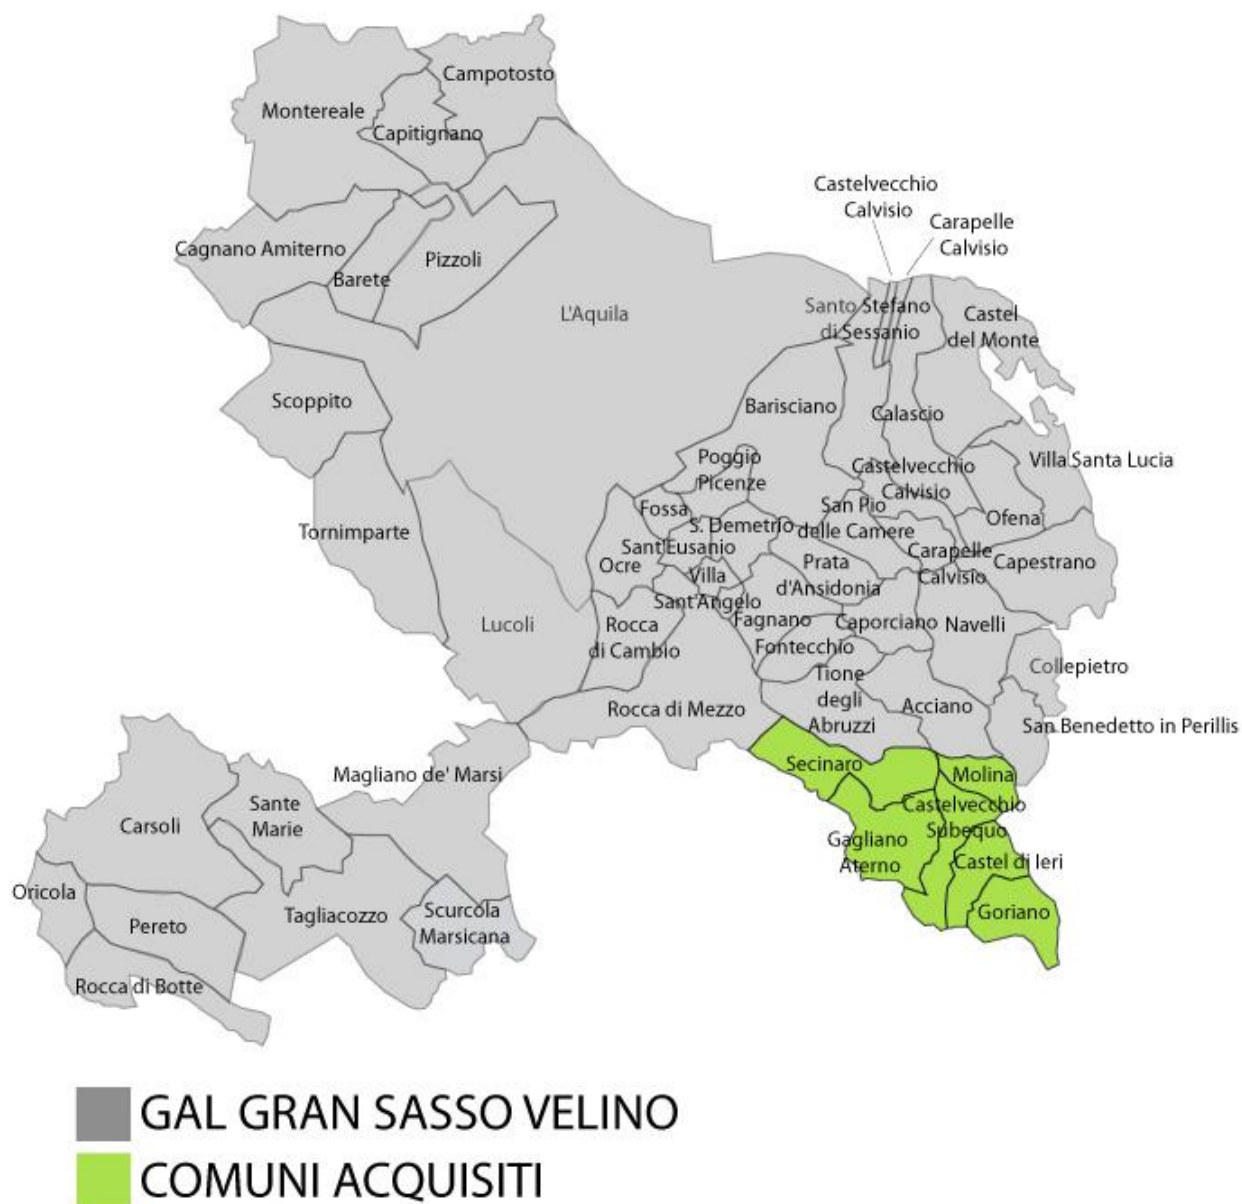 Campotosto
Montereale
Capitignano
Castelvecchio
Calvisio
Carapelle
Calvisio
Cagnano Amiterno
Pizzoli
Barete
L'Aquila
Santo Stefano
di Sessanio
Castel
del Monte
Scoppito
Barisciano
Calascio
Poggio
Picenze
Villa Santa Lucia
Castelvecchio
Calvisio
Fossa
San Pio
delle Camere
Ofena
Tornimparte
S. Demetrio
Sant'Eusanio
Ocre
Carapelle
Calvisio
Capestrano
Prata
d'Ansidonia
Villa
Sant'Angelo
Fagnano
Caporciano
Navelli
Lucoli
Rocca
di Cambio
Fontecchio
Collepietro
Tione
degli
Abruzzi
Acciano
Rocca di Mezzo
San Benedetto in Perillis
Secinaro
Molina
Magliano de' Marsi
Sante
Marie
Castelvecchio
Subequo
Carsoli
Gagliano
Aterno
Castel di Ieri
Oricola
Goriano
Tagliacozzo
Scurcola
Marsicana
Pereto
Rocca di Botte
GAL GRAN SASSO VELINO
COMUNI ACQUISITI